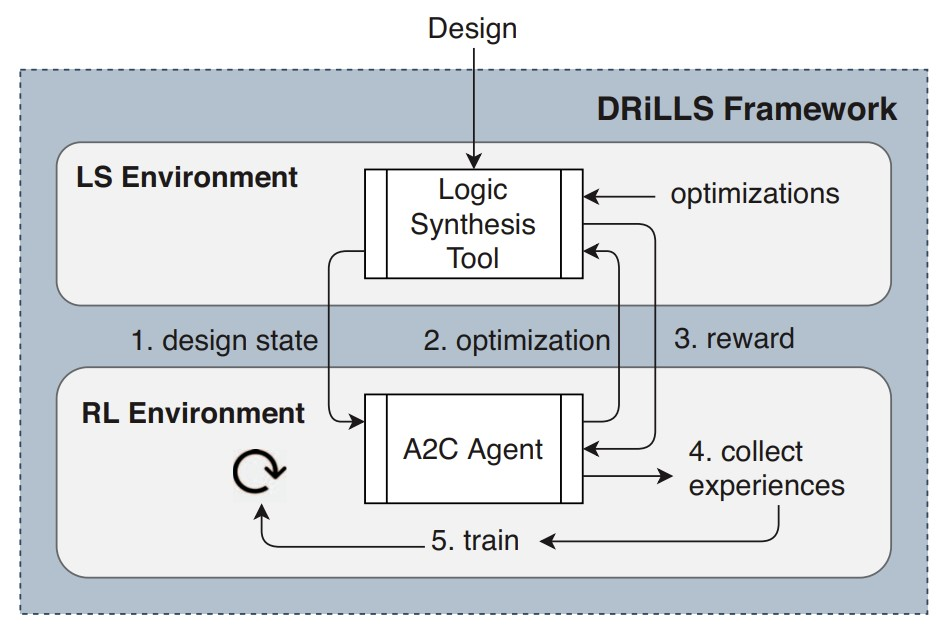 Design
DRiLLS Framework
LS Environment
Logic
Synthesis
Tool
optimizations
1. design state
2. optimization
3. reward
RL Environment
A2C Agent
4. collect
experiences
5. train